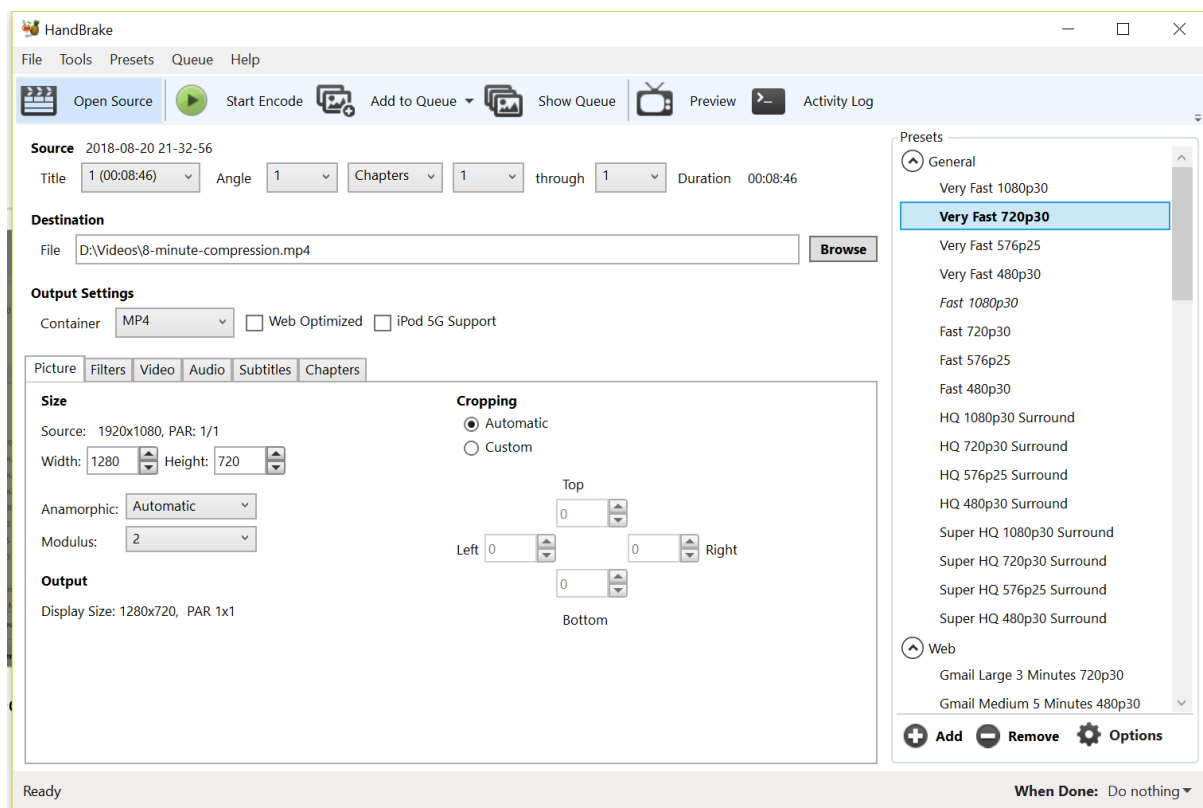 HandBrake
File Tools Presets Queue Help
Open Source Start Encode Add to Queue Show Queue Preview Activity Log
Source 2018-08-20 21-32-56
Title 1 (00:08:46) Angle 1 Chapters 1 through 1 Duration 00:08:46
Destination
File D:\Videos\8-minute-compression.mp4 Browse
Output Settings
Container MP4 Web Optimized iPod 5G Support
Picture Filters Video Audio Subtitles Chapters
Size
Source: 1920x1080, PAR: 1/1
Width: 1280 Height: 720
Anamorphic: Automatic
Modulus: 2
Output
Display Size: 1280x720, PAR 1x1
Cropping
Automatic
Custom
Top
0
Left 0 0 Right
0
Bottom
Presets
General
Very Fast 1080p30
Very Fast 720p30
Very Fast 576p25
Very Fast 480p30
Fast 1080p30
Fast 720p30
Fast 576p25
Fast 480p30
HQ 1080p30 Surround
HQ 720p30 Surround
HQ 576p25 Surround
HQ 480p30 Surround
Super HQ 1080p30 Surround
Super HQ 720p30 Surround
Super HQ 576p25 Surround
Super HQ 480p30 Surround
Web
Gmail Large 3 Minutes 720p30
Gmail Medium 5 Minutes 480p30
Add Remove Options
Ready When Done: Do nothing